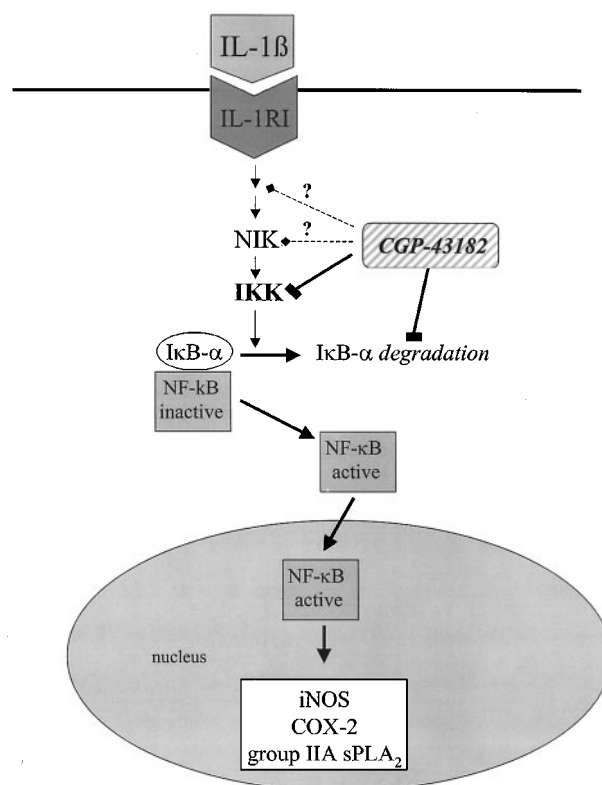 IL-1ß
IL-1RI
?
NIK
?
CGP-43182
IKK
IκB-α
IκB-α degradation
NF-kB
inactive
NF-κB
active
NF-κB
active
nucleus
iNOS
COX-2
group IIA sPLA₂